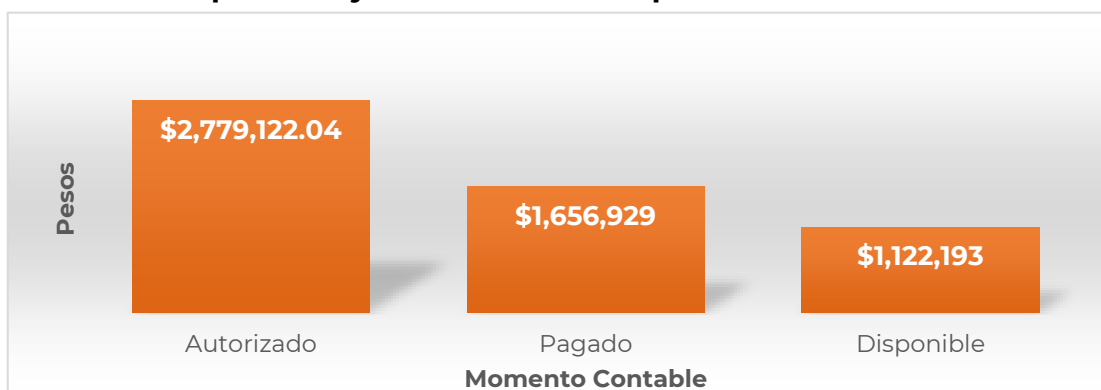 $2,779,122.04
$1,656,929
$1,122,193
Pesos
Autorizado
Pagado
Disponible
Momento Contable